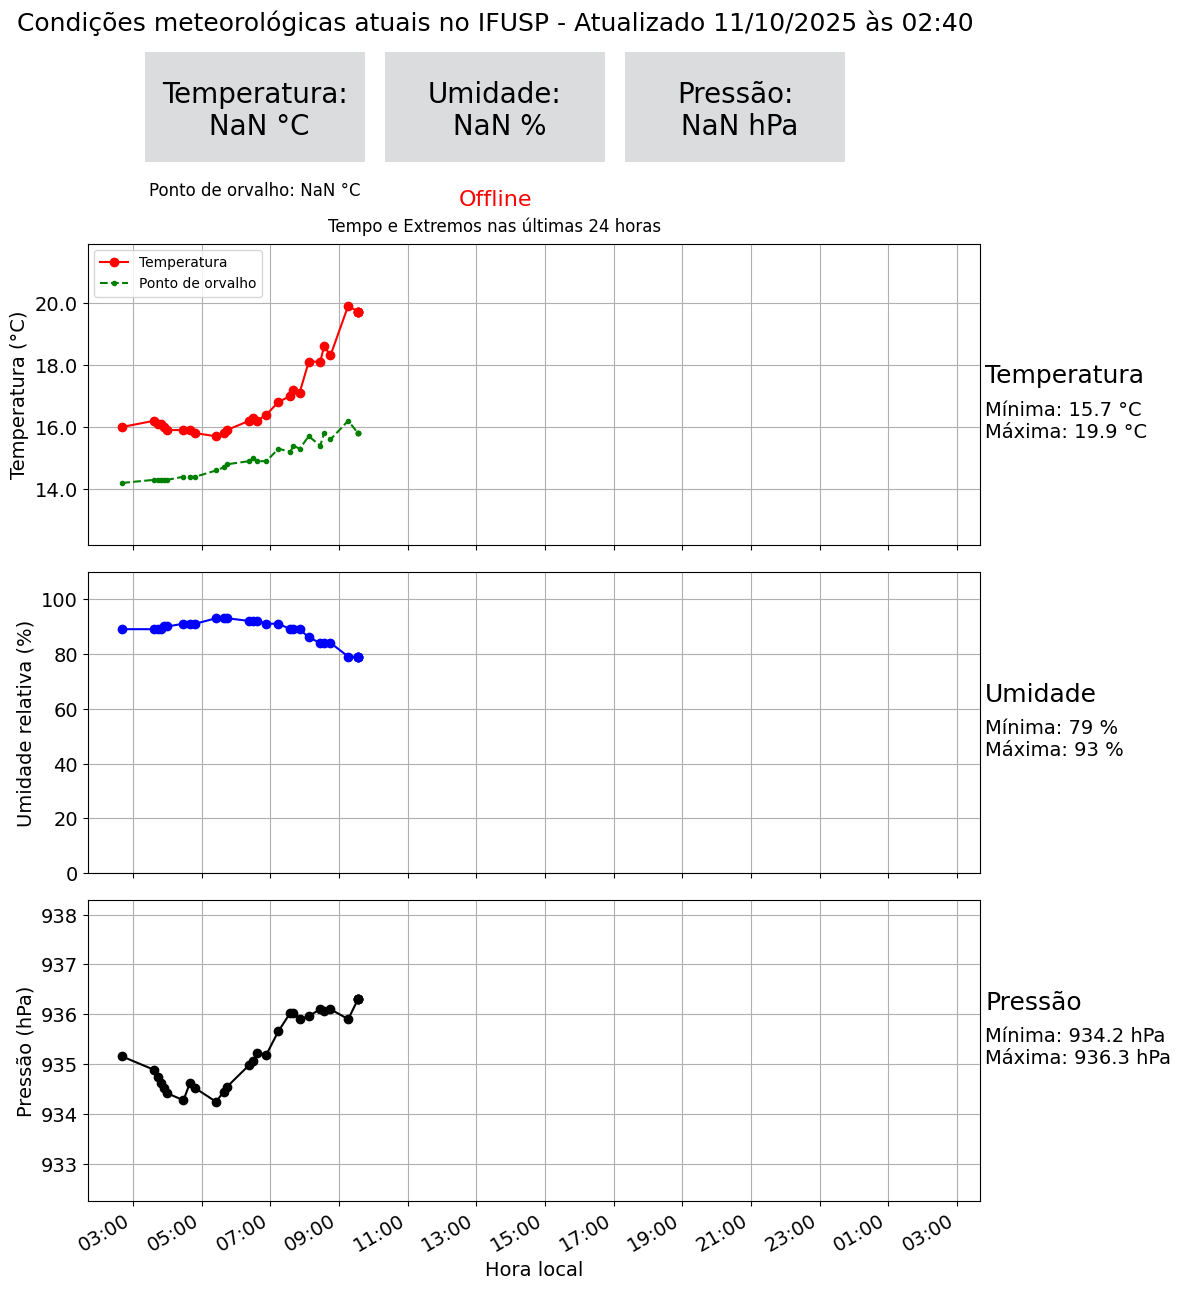 Condições meteorológicas atuais no IFUSP - Atualizado 11/10/2025 às 02:40
Temperatura:
NaN °C
Umidade:
NaN %
Pressão:
NaN hPa
Ponto de orvalho: NaN °C
Offline
Tempo e Extremos nas últimas 24 horas
Temperatura
Ponto de orvalho
Temperatura (°C)
20.0
18.0
16.0
14.0
Temperatura
Mínima: 15.7 °C
Máxima: 19.9 °C
Umidade relativa (%)
100
80
60
40
20
0
Umidade
Mínima: 79 %
Máxima: 93 %
Pressão (hPa)
938
937
936
935
934
933
Pressão
Mínima: 934.2 hPa
Máxima: 936.3 hPa
03:00
05:00
07:00
09:00
11:00
13:00
15:00
17:00
19:00
21:00
23:00
01:00
03:00
Hora local